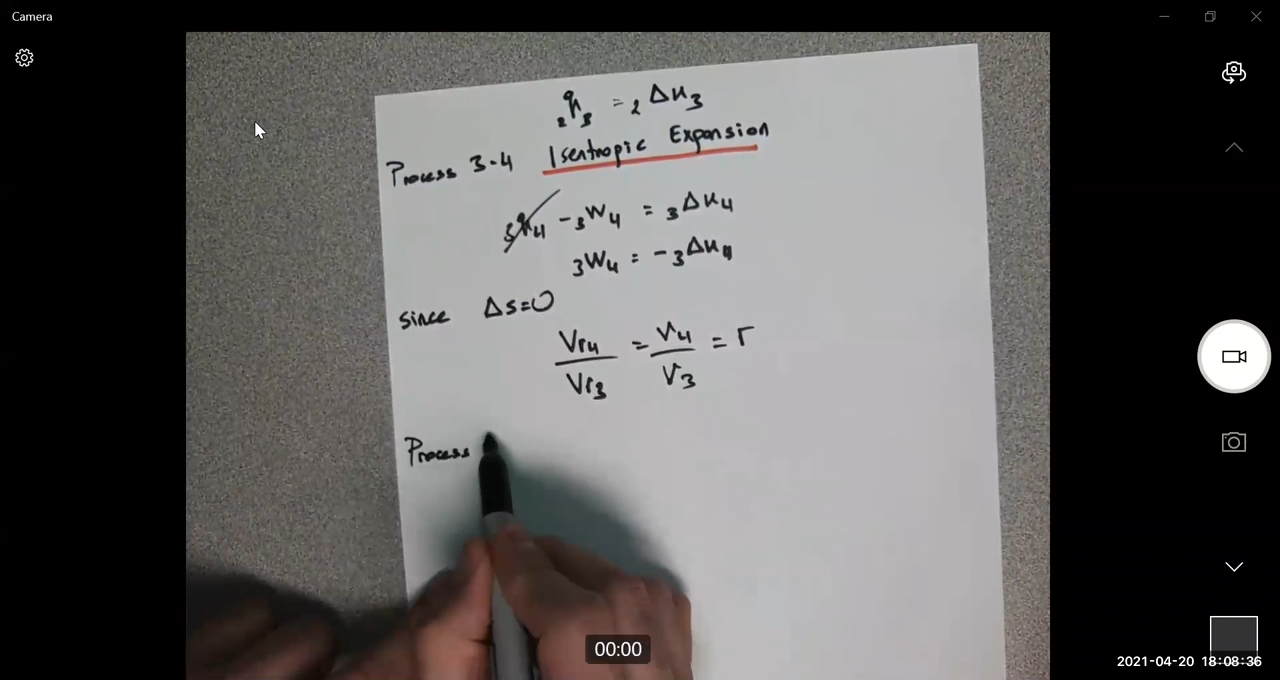 Camera
₂q₃ = ₂Δu₃
Process 3-4 Isentropic Expansion
₃q₄ - ₃W₄ = ₃Δu₄
₃W₄ = - ₃Δu₄
Since Δs=0
Vr₄/Vr₃ = V₄/V₃ = r
Process
00:00
2021-04-20 18:08:36